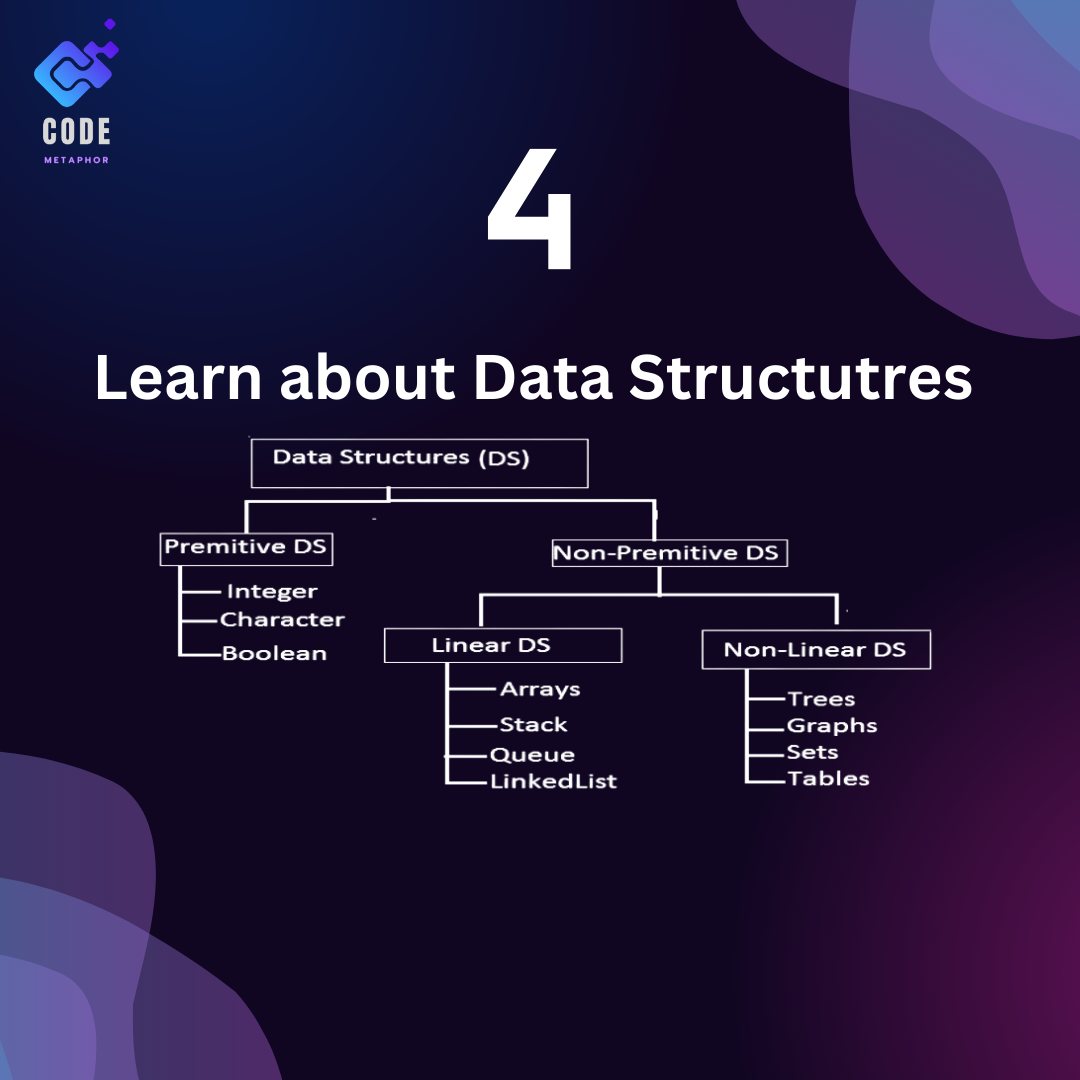 CODE
METAPHOR
4
Learn about Data Structutres
Data Structures (DS)
Premitive DS
Integer
Character
Boolean
Non-Premitive DS
Linear DS
Arrays
Stack
Queue
LinkedList
Non-Linear DS
Trees
Graphs
Sets
Tables